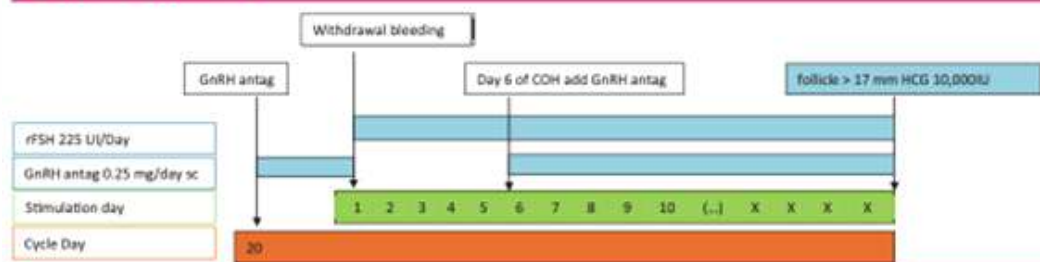 Withdrawal bleeding
GnRH antag
Day 6 of COH add GnRH antag
follicle > 17 mm HCG 10,000IU
rFSH 225 UI/Day
GnRH antag 0.25 mg/day sc
Stimulation day
1 2 3 4 5 6 7 8 9 10 (...) X X X X
Cycle Day
20